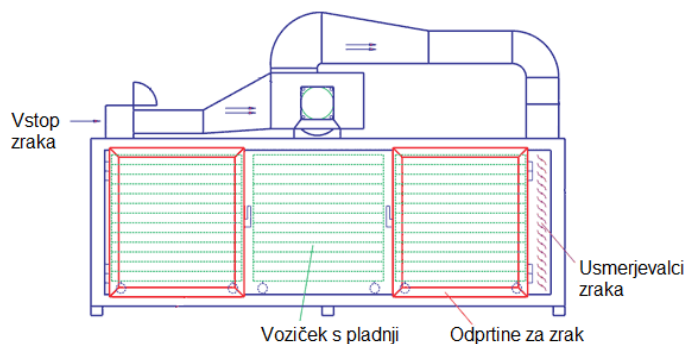 Vstop
zraka
Usmerjevalci
zraka
Voziček s pladnji
Odprtine za zrak